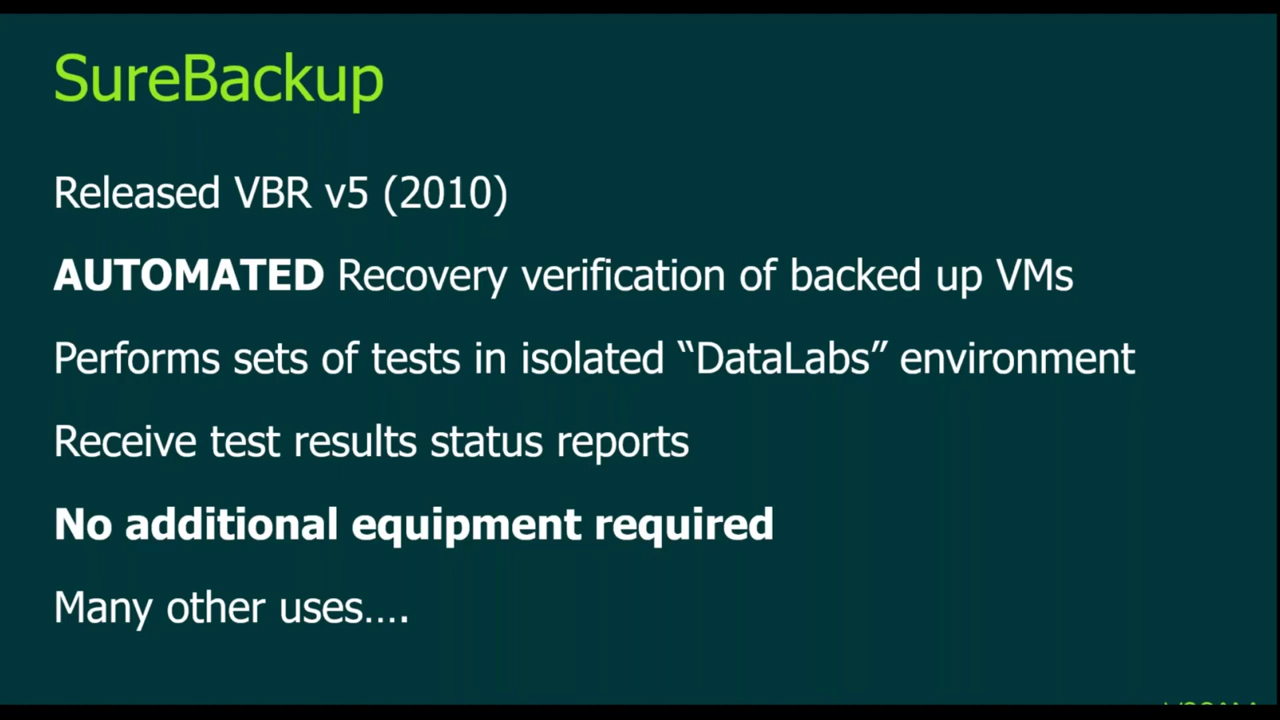 SureBackup
Released VBR v5 (2010)
AUTOMATED Recovery verification of backed up VMs
Performs sets of tests in isolated “DataLabs” environment
Receive test results status reports
No additional equipment required
Many other uses….